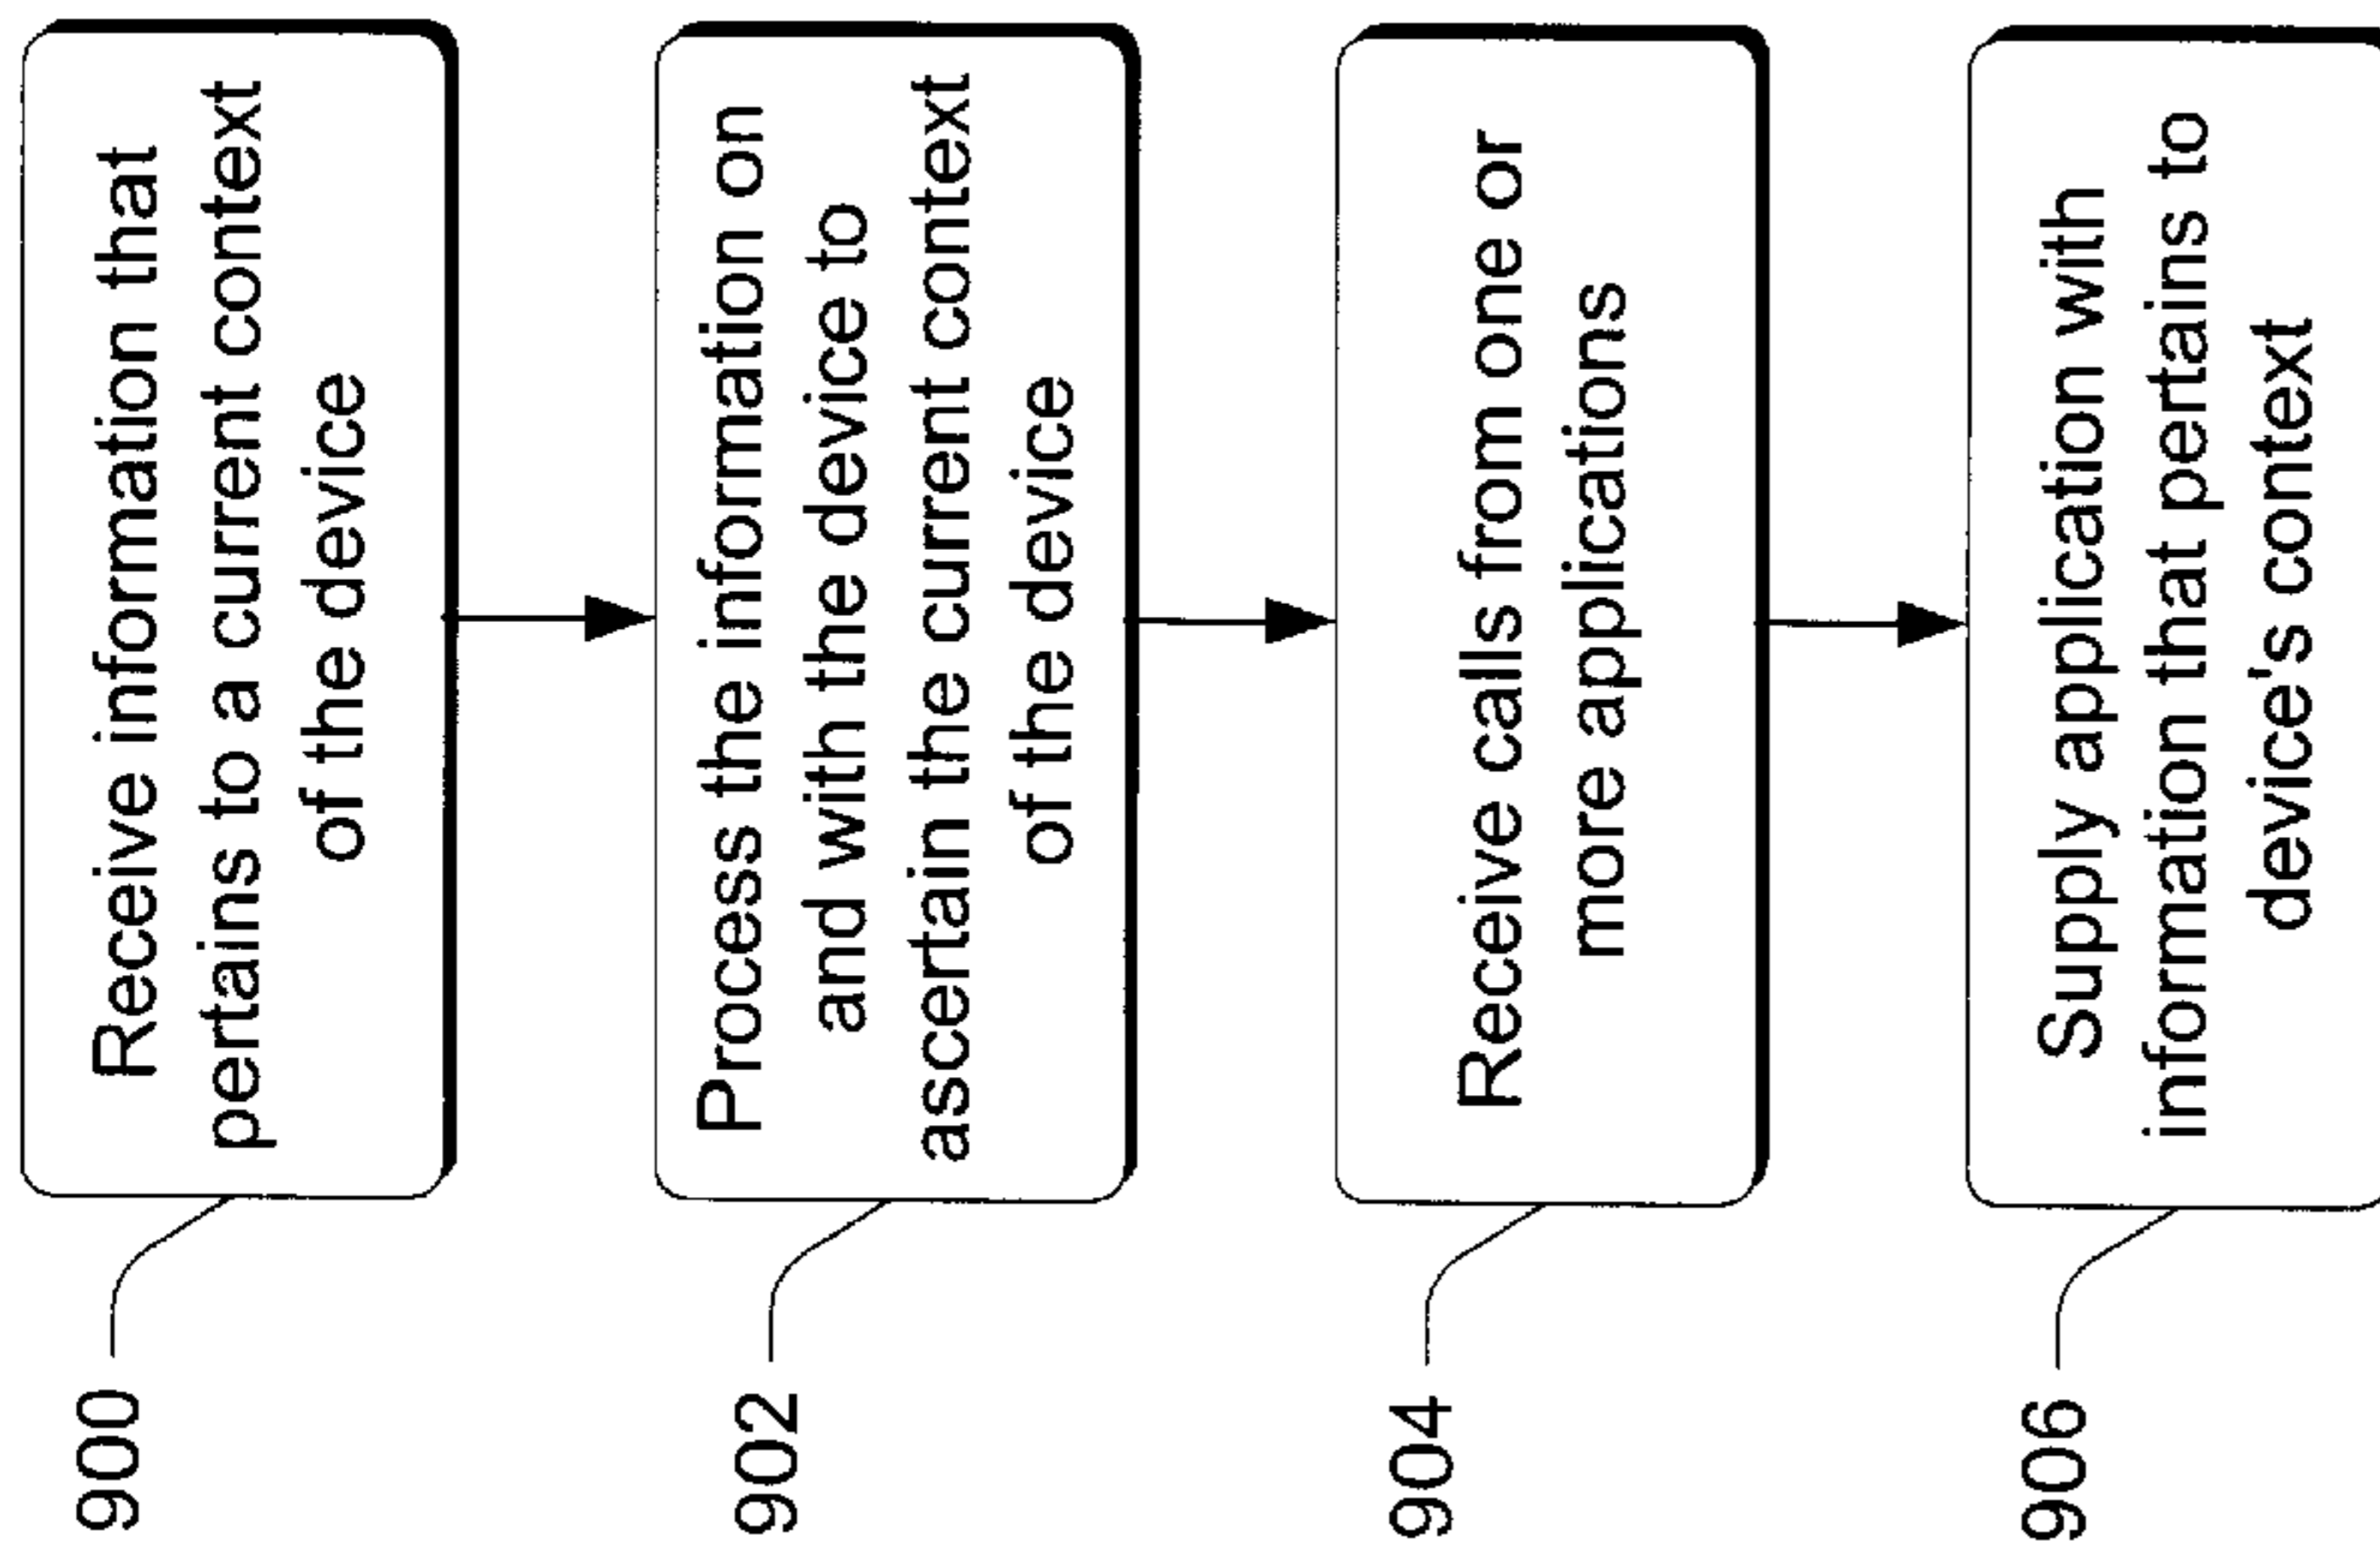 900
Receive information that
pertains to a current context
of the device
902
Process the information on
and with the device to
ascertain the current context
of the device
904
Receive calls from one or
more applications
906
Supply application with
information that pertains to
device's context